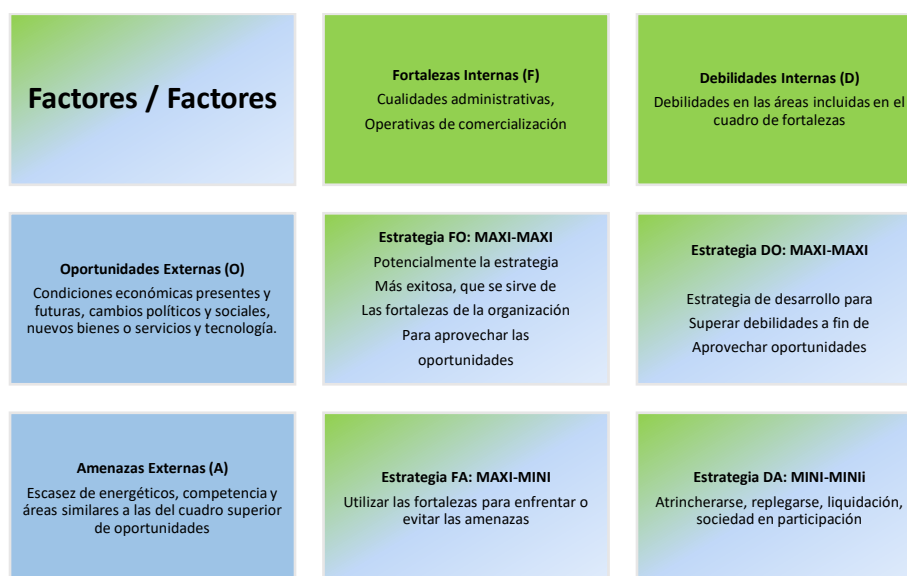 Factores / Factores
Fortalezas Internas (F)
Cualidades administrativas,
Operativas de comercialización
Debilidades Internas (D)
Debilidades en las áreas incluidas en el
cuadro de fortalezas
Oportunidades Externas (O)
Condiciones económicas presentes y
futuras, cambios políticos y sociales,
nuevos bienes o servicios y tecnología.
Estrategia FO: MAXI-MAXI
Potencialmente la estrategia
Más exitosa, que se sirve de
Las fortalezas de la organización
Para aprovechar las
oportunidades
Estrategia DO: MAXI-MAXI
Estrategia de desarrollo para
Superar debilidades a fin de
Aprovechar oportunidades
Amenazas Externas (A)
Escasez de energéticos, competencia y
áreas similares a las del cuadro superior
de oportunidades
Estrategia FA: MAXI-MINI
Utilizar las fortalezas para enfrentar o
evitar las amenazas
Estrategia DA: MINI-MINIi
Atrincherarse, replegarse, liquidación,
sociedad en participación